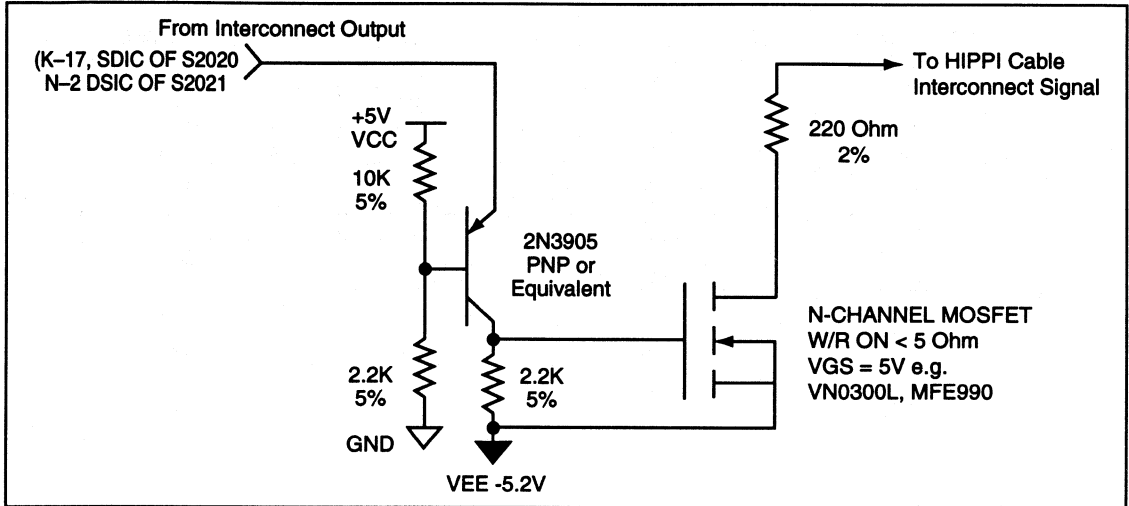 From Interconnect Output
(K–17, SDIC OF S2020
N–2 DSIC OF S2021
To HIPPI Cable
Interconnect Signal
+5V
VCC
220 Ohm
2%
10K
5%
2N3905
PNP or
Equivalent
N-CHANNEL MOSFET
W/R ON < 5 Ohm
VGS = 5V e.g.
VN0300L, MFE990
2.2K
5%
2.2K
5%
GND
VEE -5.2V